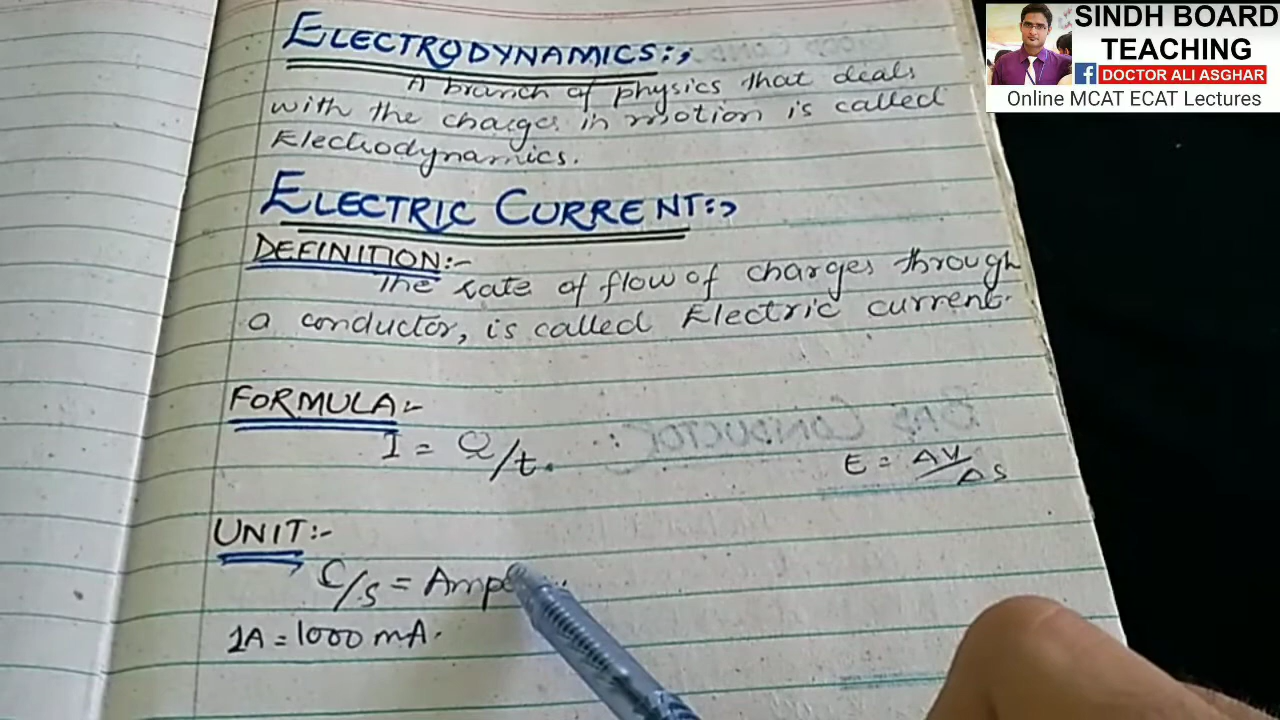 SINDH BOARD
TEACHING
DOCTOR ALI ASGHAR
Online MCAT ECAT Lectures
ELECTRODYNAMICS:,
A branch of physics that deals
with the charges in motion is called
Electrodynamics.
ELECTRIC CURRENT:,
DEFINITION:-
The rate of flow of charges through
a conductor, is called Electric current.
FORMULA:-
I = Q/t.
E = ΔV/ΔS
BAD CONDUCTOR:
UNIT:-
C/s =
1A = 1000 mA.